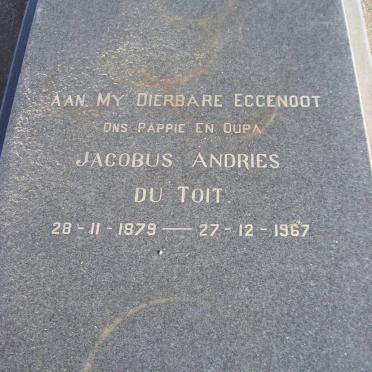 AAN MY DIERBARE EGGENOOT
ONS PAPPIE EN OUPA
JACOBUS ANDRIES
DU TOIT.
28-11-1879 — 27-12-1967